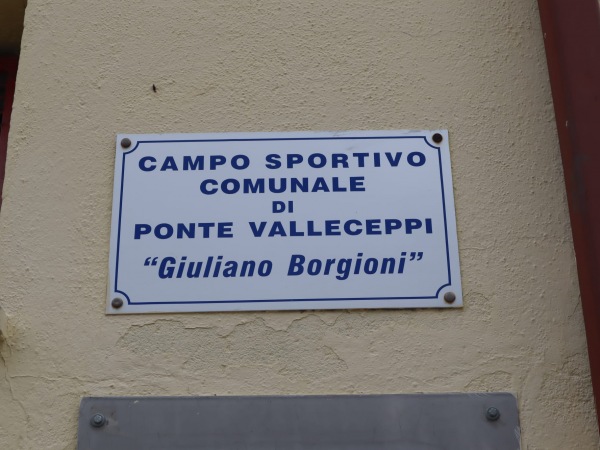 CAMPO SPORTIVO
COMUNALE
DI
PONTE VALLECEPPI
“Giuliano Borgioni”